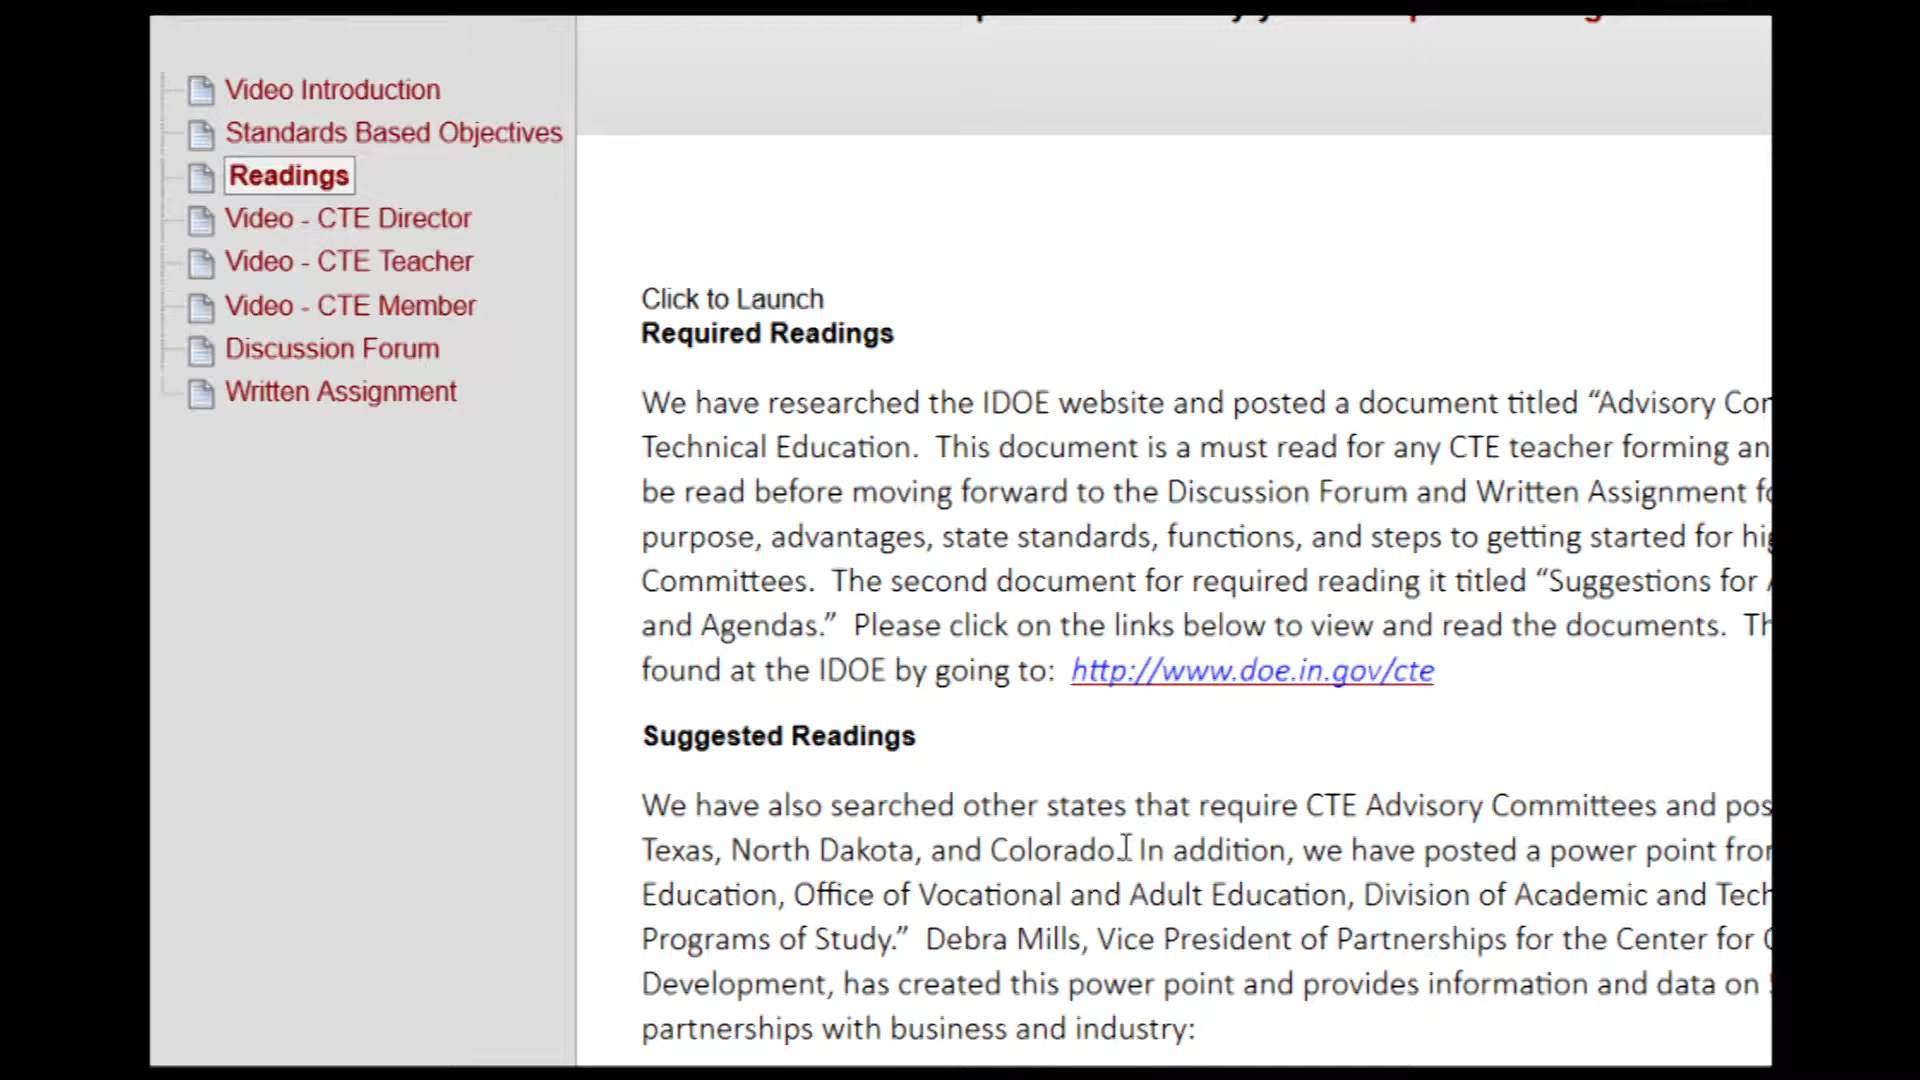 Video Introduction
Standards Based Objectives
Readings
Video - CTE Director
Video - CTE Teacher
Video - CTE Member
Discussion Forum
Written Assignment
Click to Launch
Required Readings
We have researched the IDOE website and posted a document titled “Advisory
Technical Education.  This document is a must read for any CTE teacher forming
be read before moving forward to the Discussion Forum and Written Assignment
purpose, advantages, state standards, functions, and steps to getting started for
Committees.  The second document for required reading it titled “Suggestions for
and Agendas.”  Please click on the links below to view and read the documents.
found at the IDOE by going to:  http://www.doe.in.gov/cte
Suggested Readings
We have also searched other states that require CTE Advisory Committees and
Texas, North Dakota, and Colorado. In addition, we have posted a power point
Education, Office of Vocational and Adult Education, Division of Academic and
Programs of Study.”  Debra Mills, Vice President of Partnerships for the Center for
Development, has created this power point and provides information and data on
partnerships with business and industry: